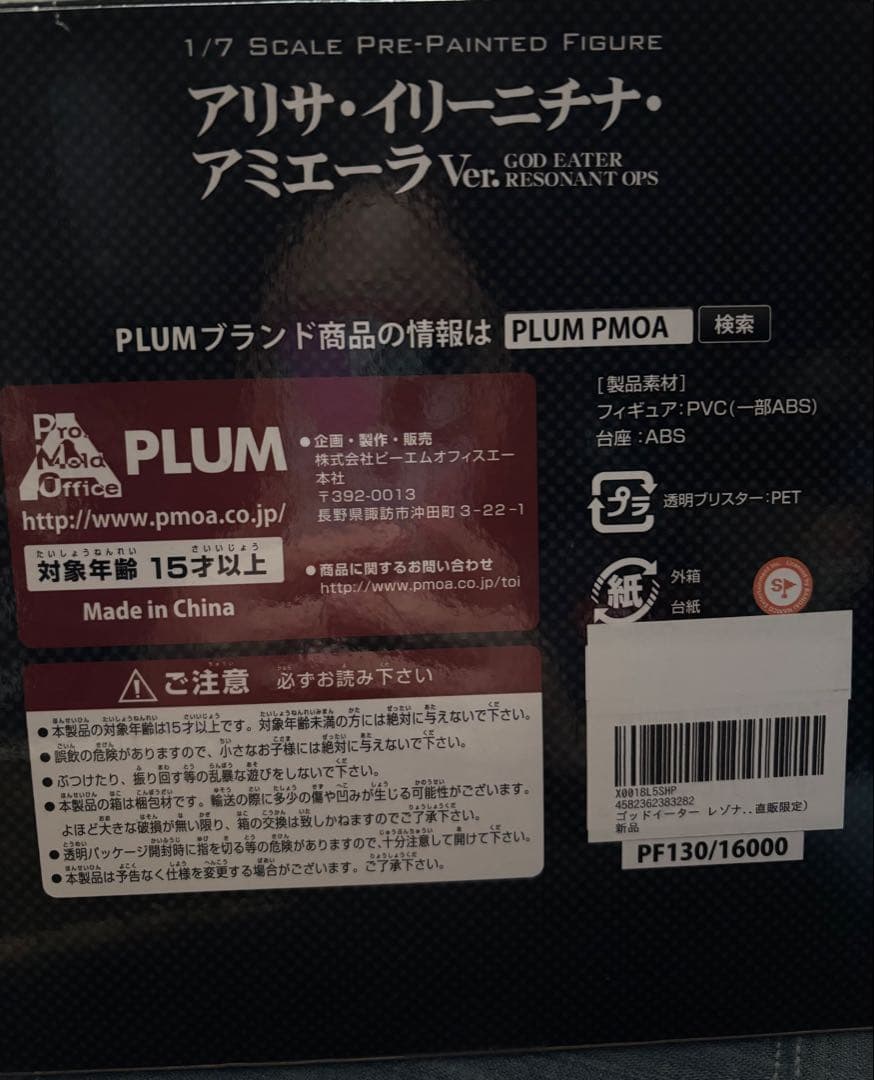 1/7 SCALE PRE-PAINTED FIGURE
アリサ・イリーニチナ・
アミエーラ Ver. GOD EATER
RESONANT OPS
PLUMブランド商品の情報は PLUM PMOA 検索
Pro. Mold Office PLUM
http://www.pmoa.co.jp/
たいしょうねんれい さいいじょう
対象年齢 15才以上
Made in China
●企画・製作・販売
株式会社ピーエムオフィスエー
本社
〒392-0013
長野県諏訪市沖田町3-22-1
●商品に関するお問い合わせ
http://www.pmoa.co.jp/toi
[製品素材]
フィギュア:PVC(一部ABS)
台座:ABS
プラ 透明ブリスター:PET
紙 外箱
台紙
⚠ご注意 必ずお読み下さい
●本製品の対象年齢は15才以上です。対象年齢未満の方には絶対に与えないで下さい。
●誤飲の危険がありますので、小さなお子様には絶対に与えないで下さい。
●ぶつけたり、振り回す等の乱暴な遊びをしないで下さい。
●本製品の箱は梱包材です。輸送の際に多少の傷や凹みが生じる可能性がございます。
よほど大きな破損が無い限り、箱の交換は致しかねますのでご了承下さい。
●透明パッケージ開封時に指を切る等の危険がありますので、十分注意して開けて下さい。
●本製品は予告なく仕様を変更する場合がございます。ご了承下さい。
X0018L5SHP
4582362383282
ゴッドイーター レゾナ..直販限定)
新品
PF130/16000